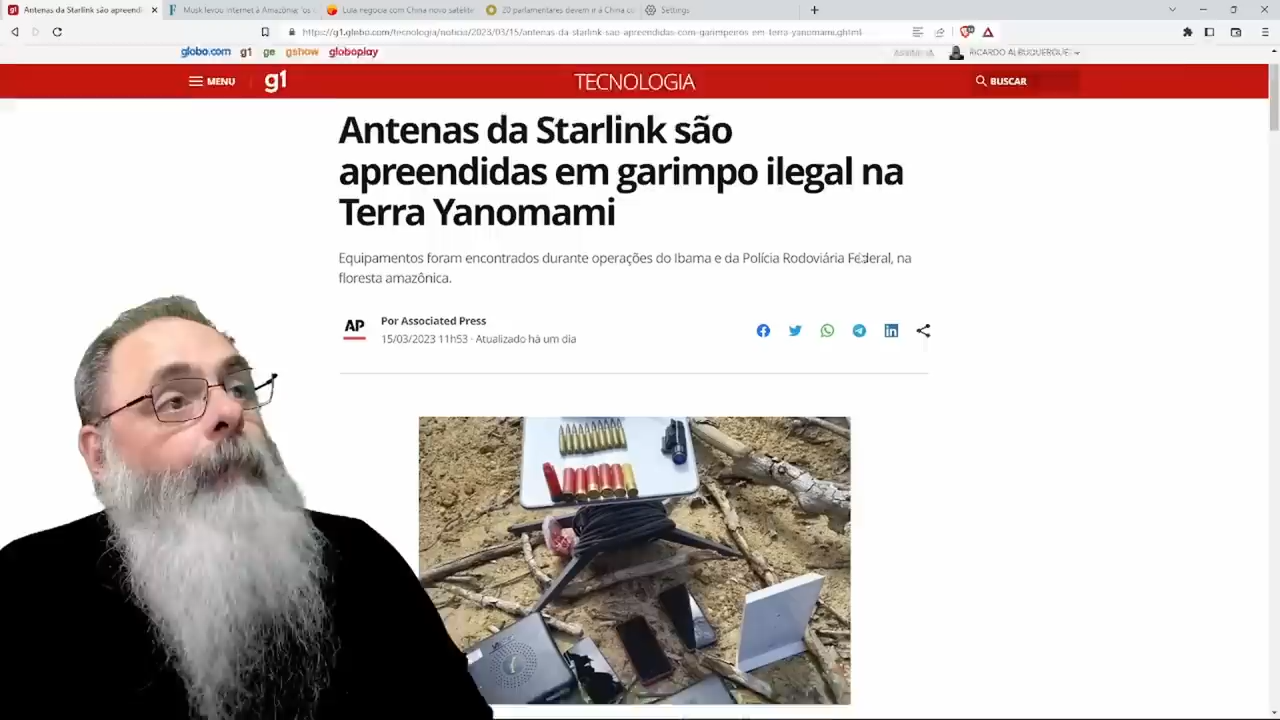 Antenas da Starlink são apreend
Musk levou internet à Amazônia; 'os
Lula negocia com China novo satélite
20 parlamentares devem ir à China co
Settings
https://g1.globo.com/tecnologia/noticia/2023/03/15/antenas-da-starlink-sao-apreendidas-com-garimpeiros-em-terra-yanomami.ghtml
globo.com g1 ge gshow globoplay
RICARDO ALBUQUERQUE
MENU g1 TECNOLOGIA BUSCAR
Antenas da Starlink são
apreendidas em garimpo ilegal na
Terra Yanomami
Equipamentos foram encontrados durante operações do Ibama e da Polícia Rodoviária Federal, na
floresta amazônica.
AP
Por Associated Press
15/03/2023 11h53 · Atualizado há um dia